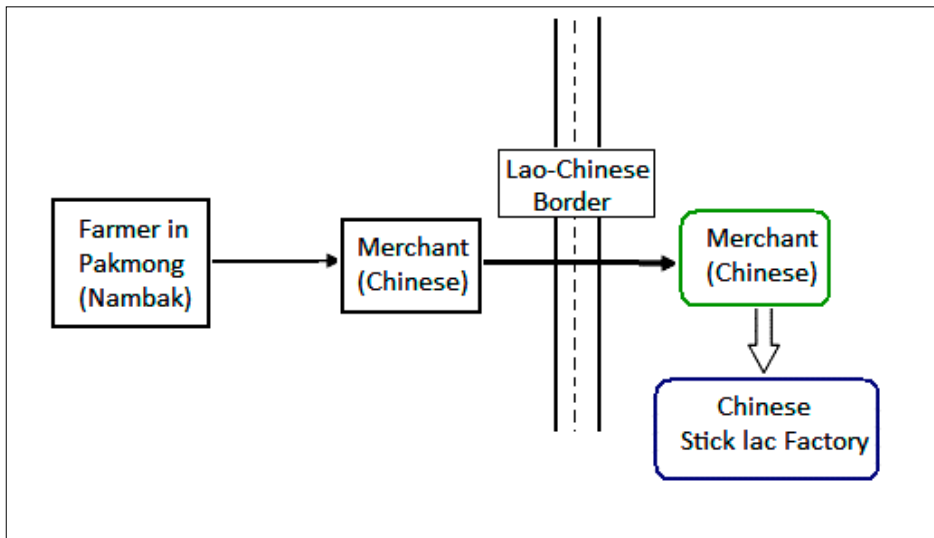 Farmer in
Pakmong
(Nambak)
Merchant
(Chinese)
Lao-Chinese
Border
Merchant
(Chinese)
Chinese
Stick lac Factory